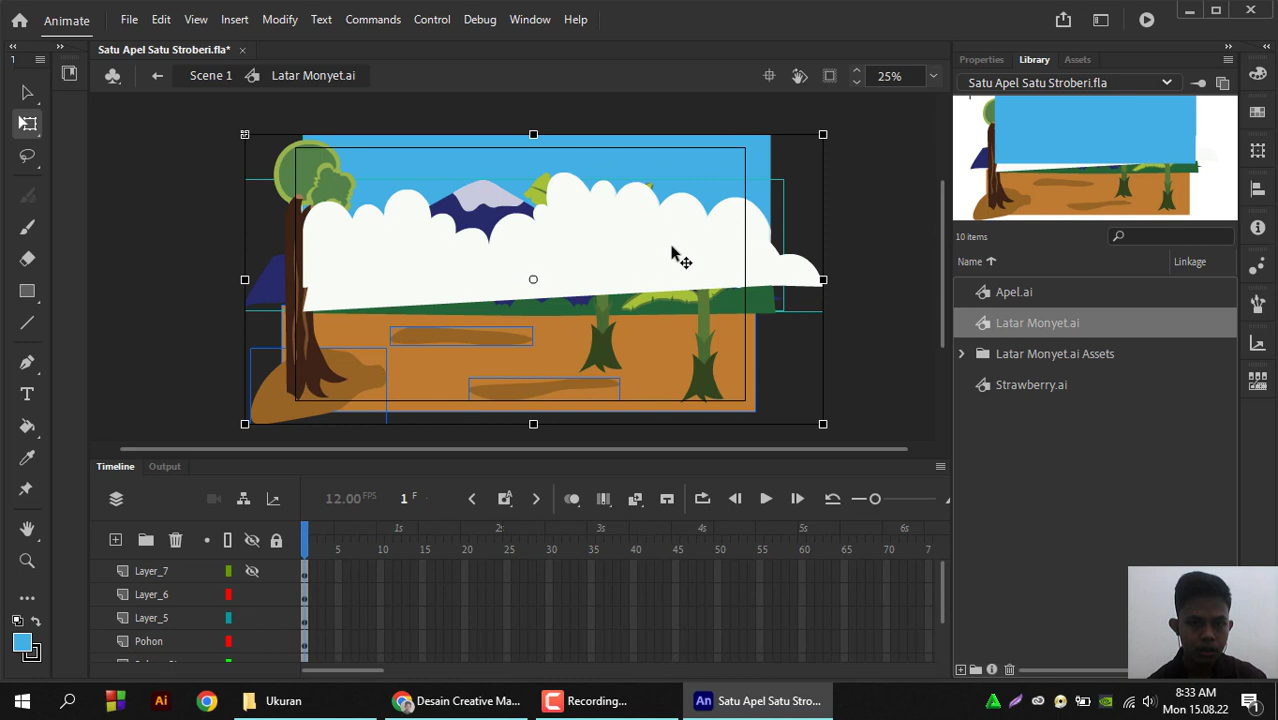 Animate
File Edit View Insert Modify Text Commands Control Debug Window Help
1
Satu Apel Satu Stroberi.fla*
Scene 1 Latar Monyet.ai
25%
Properties Library Assets
Satu Apel Satu Stroberi.fla
10 items
Name Linkage
Apel.ai
Latar Monyet.ai
Latar Monyet.ai Assets
Strawberry.ai
Timeline Output
12.00 FPS 1 F
1s 2s 3s 4s 5s 6s
5 10 15 20 25 30 35 40 45 50 55 60 65 70 7
Layer_7
Layer_6
Layer_5
Pohon
Ai
Ukuran
Desain Creative Ma...
Recording...
An Satu Apel Satu Stro...
8:33 AM
Mon 15.08.22
1